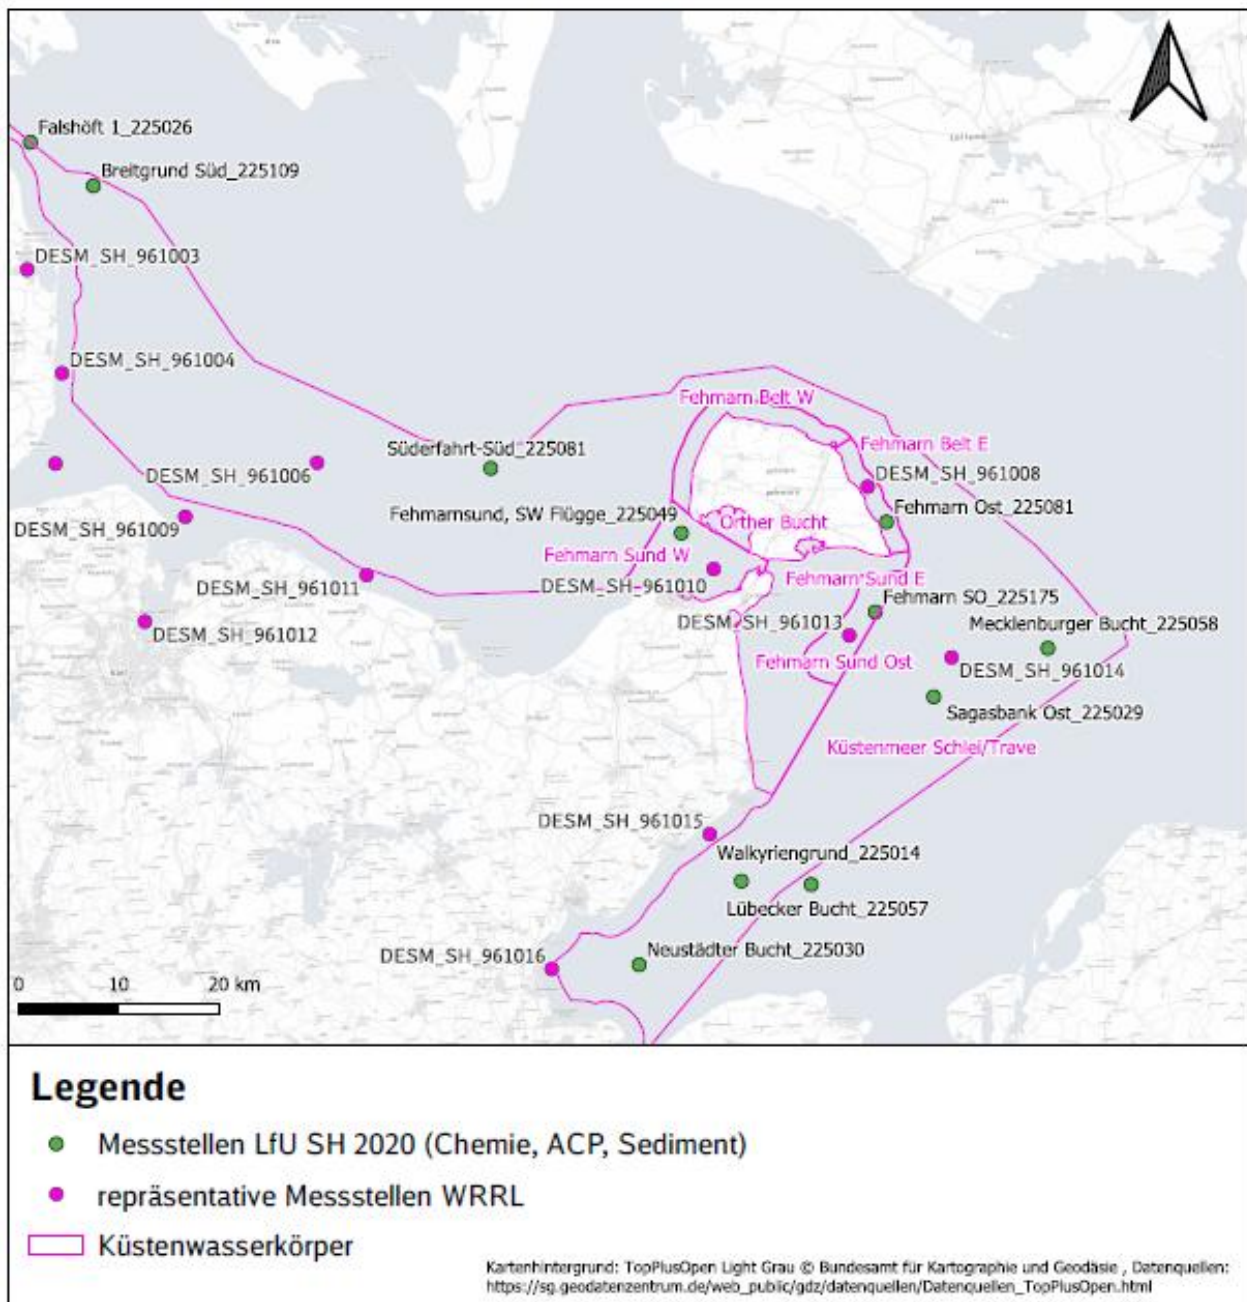 Falshöft 1_225026
Breitgrund Süd_225109
DESM_SH_961003
DESM_SH_961004
Fehmarn Belt W
Süderfahrt-Süd_225081
Fehmarn Belt E
DESM_SH_961006
DESM_SH_961008
Fehmarn Ost_225081
Fehmarnsund, SW Flügge_225049
Orther Bucht
DESM_SH_961009
Fehmarn Sund W
DESM_SH_961011
DESM_SH_961010
Fehmarn Sund E
Fehmarn SO_225175
DESM_SH_961012
DESM_SH_961013
Mecklenburger Bucht_225058
Fehmarn Sund Ost
DESM_SH_961014
Sagasbank Ost_225029
Küstenmeer Schlei/Trave
DESM_SH_961015
Walkyriengrund_225014
Lübecker Bucht_225057
DESM_SH_961016
Neustädter Bucht_225030
0 10 20 km
Legende
Messstellen LfU SH 2020 (Chemie, ACP, Sediment)
repräsentative Messstellen WRRL
Küstenwasserkörper
Kartenhintergrund: TopPlusOpen Light Grau © Bundesamt für Kartographie und Geodäsie , Datenquellen:
https://sg.geodatenzentrum.de/web_public/gdz/datenquellen/Datenquellen_TopPlusOpen.html